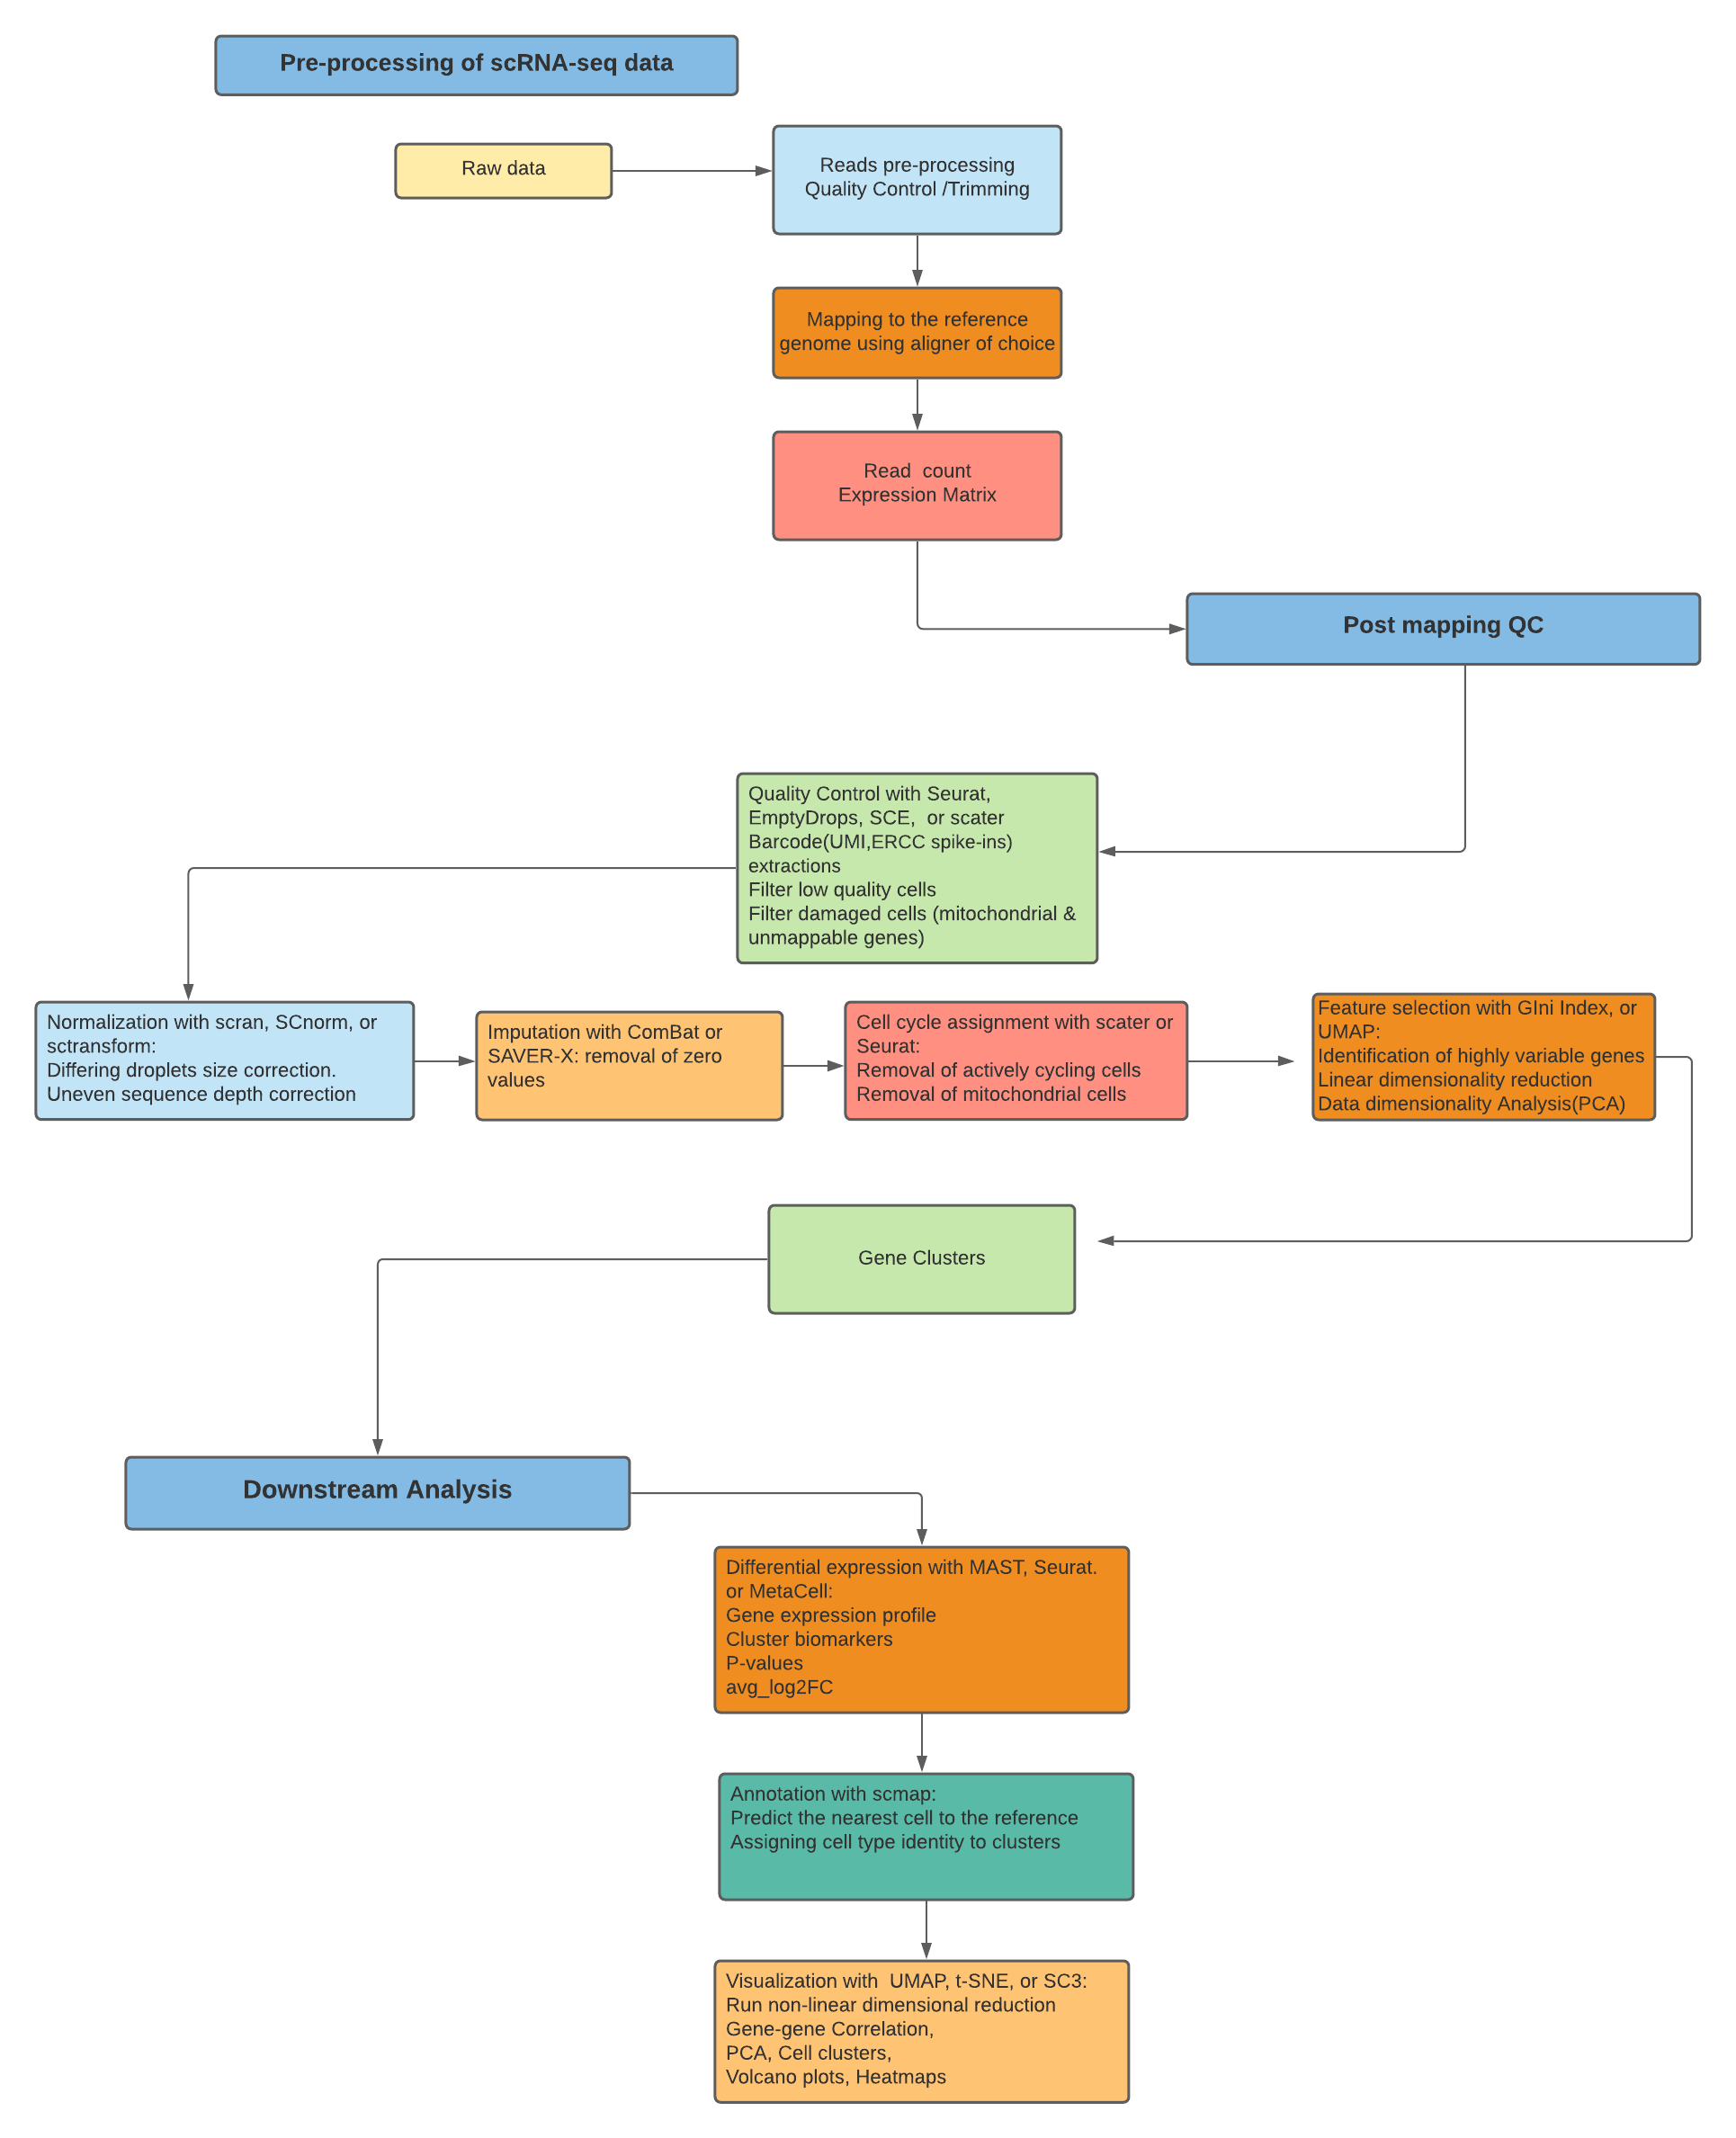 Pre-processing of scRNA-seq data
Raw data
Reads pre-processing
Quality Control /Trimming
Mapping to the reference
genome using aligner of choice
Read  count
Expression Matrix
Post mapping QC
Quality Control with Seurat,
EmptyDrops, SCE,  or scater
Barcode(UMI,ERCC spike-ins)
extractions
Filter low quality cells
Filter damaged cells (mitochondrial &
unmappable genes)
Normalization with scran, SCnorm, or
sctransform:
Differing droplets size correction.
Uneven sequence depth correction
Imputation with ComBat or
SAVER-X: removal of zero
values
Cell cycle assignment with scater or
Seurat:
Removal of actively cycling cells
Removal of mitochondrial cells
Feature selection with GIni Index, or
UMAP:
Identification of highly variable genes
Linear dimensionality reduction
Data dimensionality Analysis(PCA)
Gene Clusters
Downstream Analysis
Differential expression with MAST, Seurat.
or MetaCell:
Gene expression profile
Cluster biomarkers
P-values
avg_log2FC
Annotation with scmap:
Predict the nearest cell to the reference
Assigning cell type identity to clusters
Visualization with  UMAP, t-SNE, or SC3:
Run non-linear dimensional reduction
Gene-gene Correlation,
PCA, Cell clusters,
Volcano plots, Heatmaps